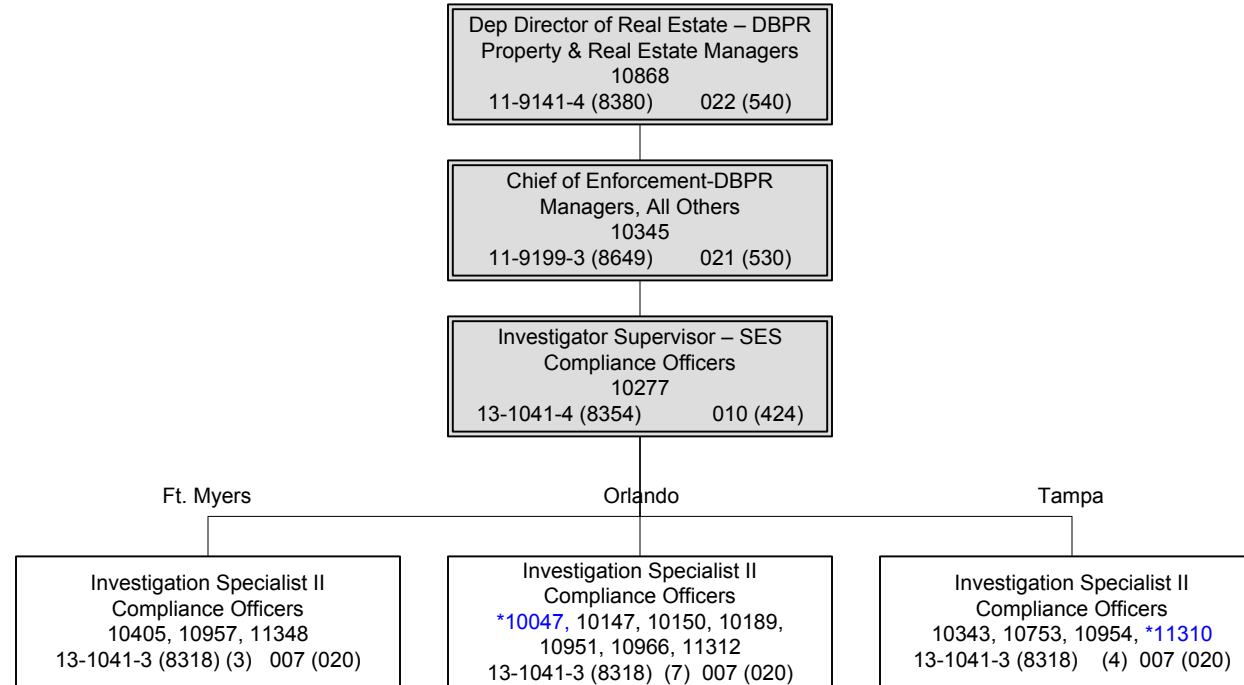 Dep Director of Real Estate – DBPR
Property & Real Estate Managers
10868
11-9141-4 (8380) 022 (540)
Chief of Enforcement-DBPR
Managers, All Others
10345
11-9199-3 (8649) 021 (530)
Investigator Supervisor – SES
Compliance Officers
10277
13-1041-4 (8354) 010 (424)
Ft. Myers
Orlando
Tampa
Investigation Specialist II
Compliance Officers
10405, 10957, 11348
13-1041-3 (8318) (3) 007 (020)
Investigation Specialist II
Compliance Officers
*10047, 10147, 10150, 10189,
10951, 10966, 11312
13-1041-3 (8318) (7) 007 (020)
Investigation Specialist II
Compliance Officers
10343, 10753, 10954, *11310
13-1041-3 (8318) (4) 007 (020)